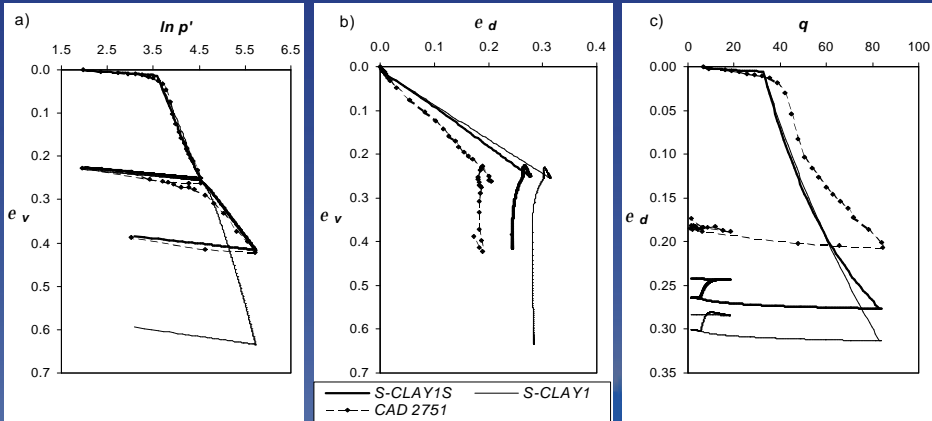 a)
ln p'
1.5 2.5 3.5 4.5 5.5 6.5
0.0
0.1
0.2
0.3
0.4
0.5
0.6
0.7
e v
b)
e d
0.0 0.1 0.2 0.3 0.4
0.0
0.1
0.2
0.3
0.4
0.5
0.6
0.7
e v
c)
q
0 20 40 60 80 100
0.00
0.05
0.10
0.15
0.20
0.25
0.30
0.35
e d
S-CLAY1S S-CLAY1
CAD 2751